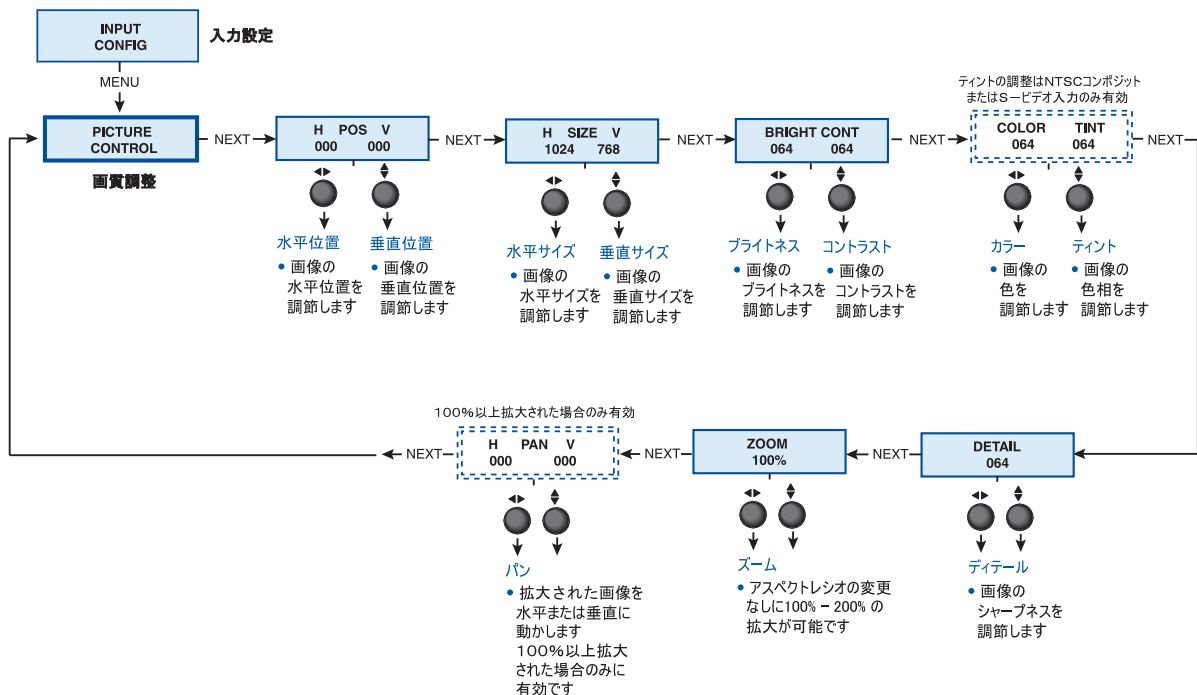 INPUT
CONFIG
入力設定
MENU
PICTURE
CONTROL
画質調整
NEXT
H POS V
000 000
水平位置
• 画像の
水平位置を
調節します
垂直位置
• 画像の
垂直位置を
調節します
NEXT
H SIZE V
1024 768
水平サイズ
• 画像の
水平サイズを
調節します
垂直サイズ
• 画像の
垂直サイズを
調節します
NEXT
BRIGHT CONT
064 064
ブライトネス
• 画像の
ブライトネスを
調節します
コントラスト
• 画像の
コントラストを
調節します
NEXT
ティントの調整はNTSCコンポジット
またはS－ビデオ入力のみ有効
COLOR TINT
064 064
カラー
• 画像の
色を
調節します
ティント
• 画像の
色相を
調節します
NEXT
DETAIL
064
ディテール
• 画像の
シャープネスを
調節します
NEXT
ZOOM
100%
ズーム
• アスペクトレシオの変更
なしに100%－200% の
拡大が可能です
NEXT
100%以上拡大された場合のみ有効
H PAN V
000 000
パン
• 拡大された画像を
水平または垂直に
動かします
100%以上拡大
された場合のみに
有効です
NEXT